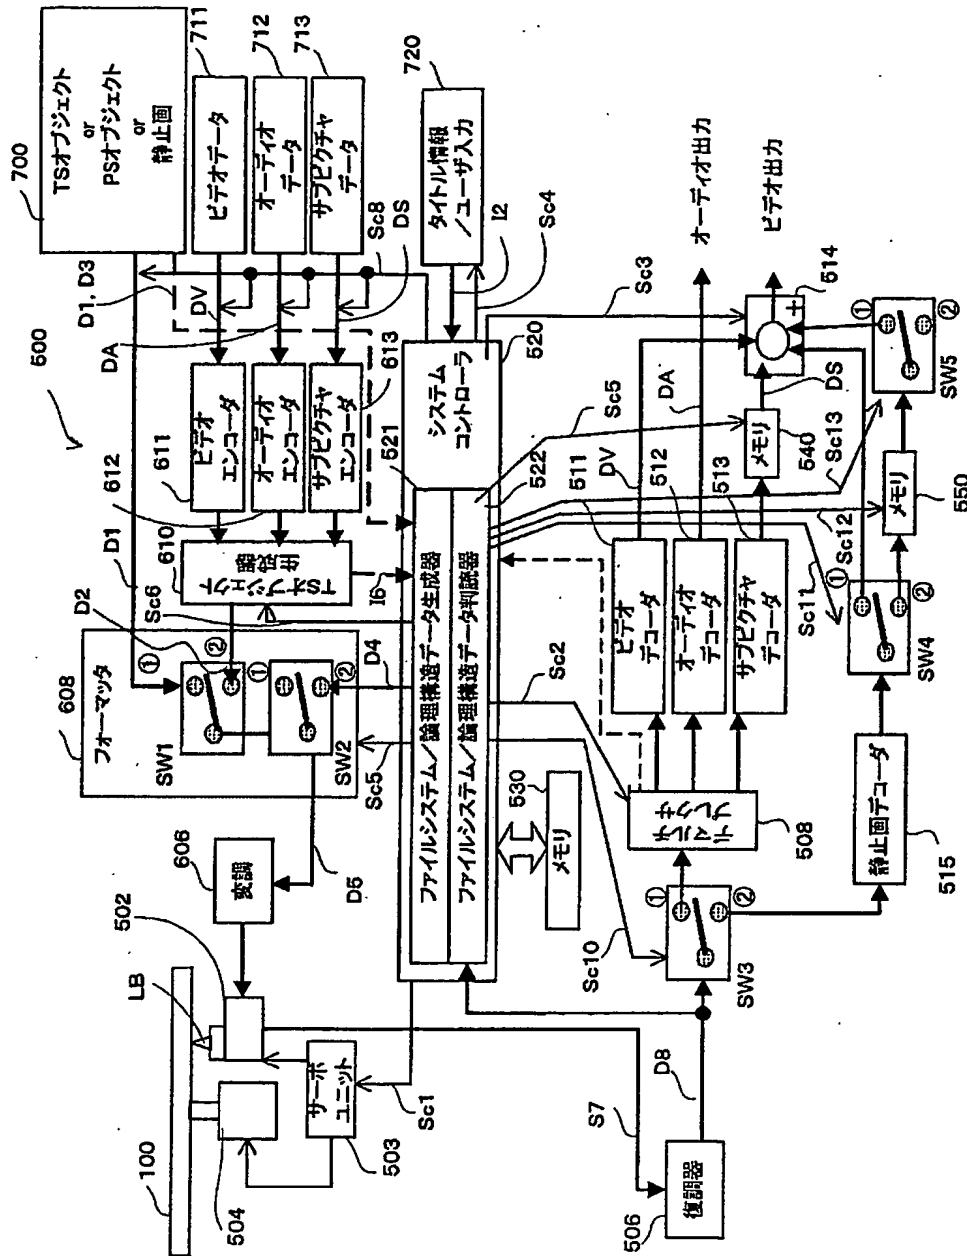 700
TSオブジェクト
or
PSオブジェクト
or
静止画
711
ビデオデータ
712
オーディオ
データ
713
サブピクチャ
データ
720
タイトル情報
/ユーザ入力
Sc8
DS
I2
Sc4
D1, D3
DV
DA
500
600
611
ビデオ
エンコーダ
612
オーディオ
エンコーダ
613
サブピクチャ
エンコーダ
610
TSオブジェクト
生成器
D1
D2
Sc6
I6
608
フォーマッタ
①
②
SW1
①
②
SW2
D4
Sc5
D5
606
変調
502
LB
100
504
サーボ
ユニット
503
Sc1
520
システム
コントローラ
521
ファイルシステム/論理構造データ生成器
522
ファイルシステム/論理構造データ判読器
530
メモリ
Sc3
Sc5
Sc2
Sc10
Sc11
Sc12
Sc13
S7
506
復調器
D8
①
②
SW3
508
デマルチ
プレクサ
511
ビデオ
デコーダ
512
オーディオ
デコーダ
513
サブピクチャ
デコーダ
DV
DA
メモリ
540
DS
514
+
オーディオ出力
ビデオ出力
515
静止画デコーダ
①
②
SW4
メモリ
550
①
②
SW5